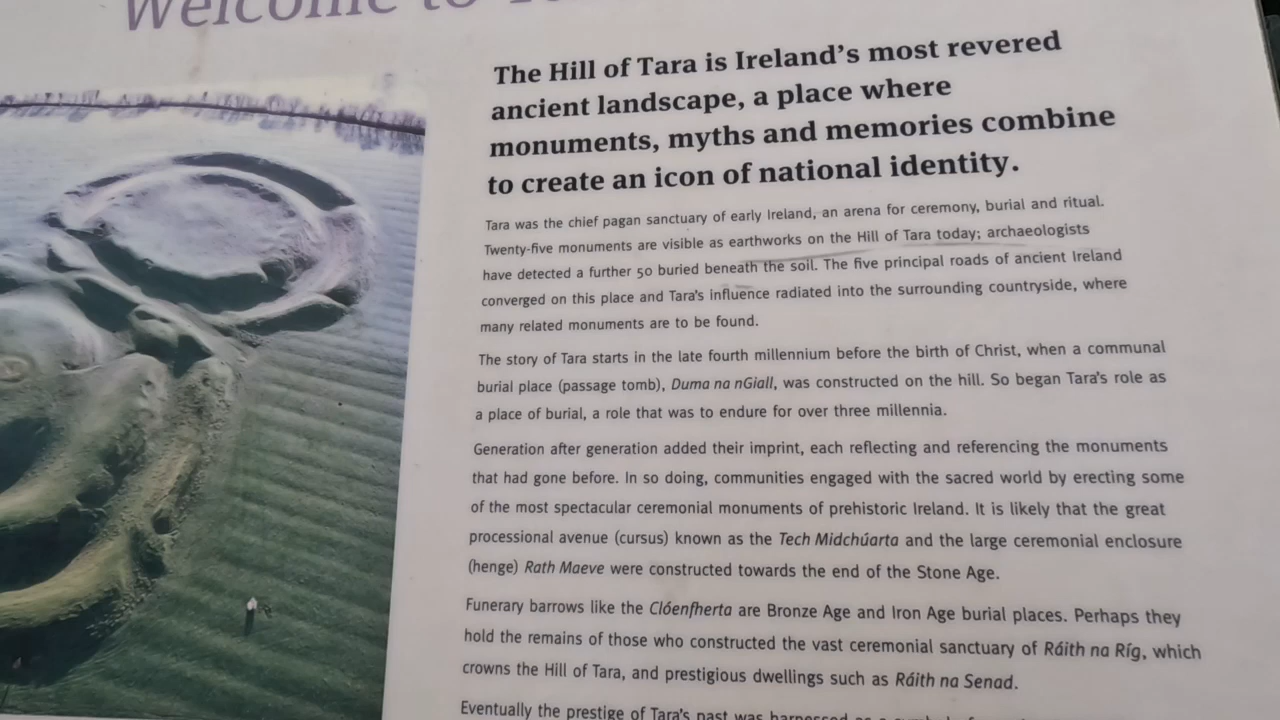 Welcome to
The Hill of Tara is Ireland's most revered
ancient landscape, a place where
monuments, myths and memories combine
to create an icon of national identity.
Tara was the chief pagan sanctuary of early Ireland, an arena for ceremony, burial and ritual.
Twenty-five monuments are visible as earthworks on the Hill of Tara today; archaeologists
have detected a further 50 buried beneath the soil. The five principal roads of ancient Ireland
converged on this place and Tara's influence radiated into the surrounding countryside, where
many related monuments are to be found.
The story of Tara starts in the late fourth millennium before the birth of Christ, when a communal
burial place (passage tomb), Duma na nGiall, was constructed on the hill. So began Tara's role as
a place of burial, a role that was to endure for over three millennia.
Generation after generation added their imprint, each reflecting and referencing the monuments
that had gone before. In so doing, communities engaged with the sacred world by erecting some
of the most spectacular ceremonial monuments of prehistoric Ireland. It is likely that the great
processional avenue (cursus) known as the Tech Midchúarta and the large ceremonial enclosure
(henge) Rath Maeve were constructed towards the end of the Stone Age.
Funerary barrows like the Clóenfherta are Bronze Age and Iron Age burial places. Perhaps they
hold the remains of those who constructed the vast ceremonial sanctuary of Ráith na Ríg, which
crowns the Hill of Tara, and prestigious dwellings such as Ráith na Senad.
Eventually the prestige of Tara's past was harnessed as a